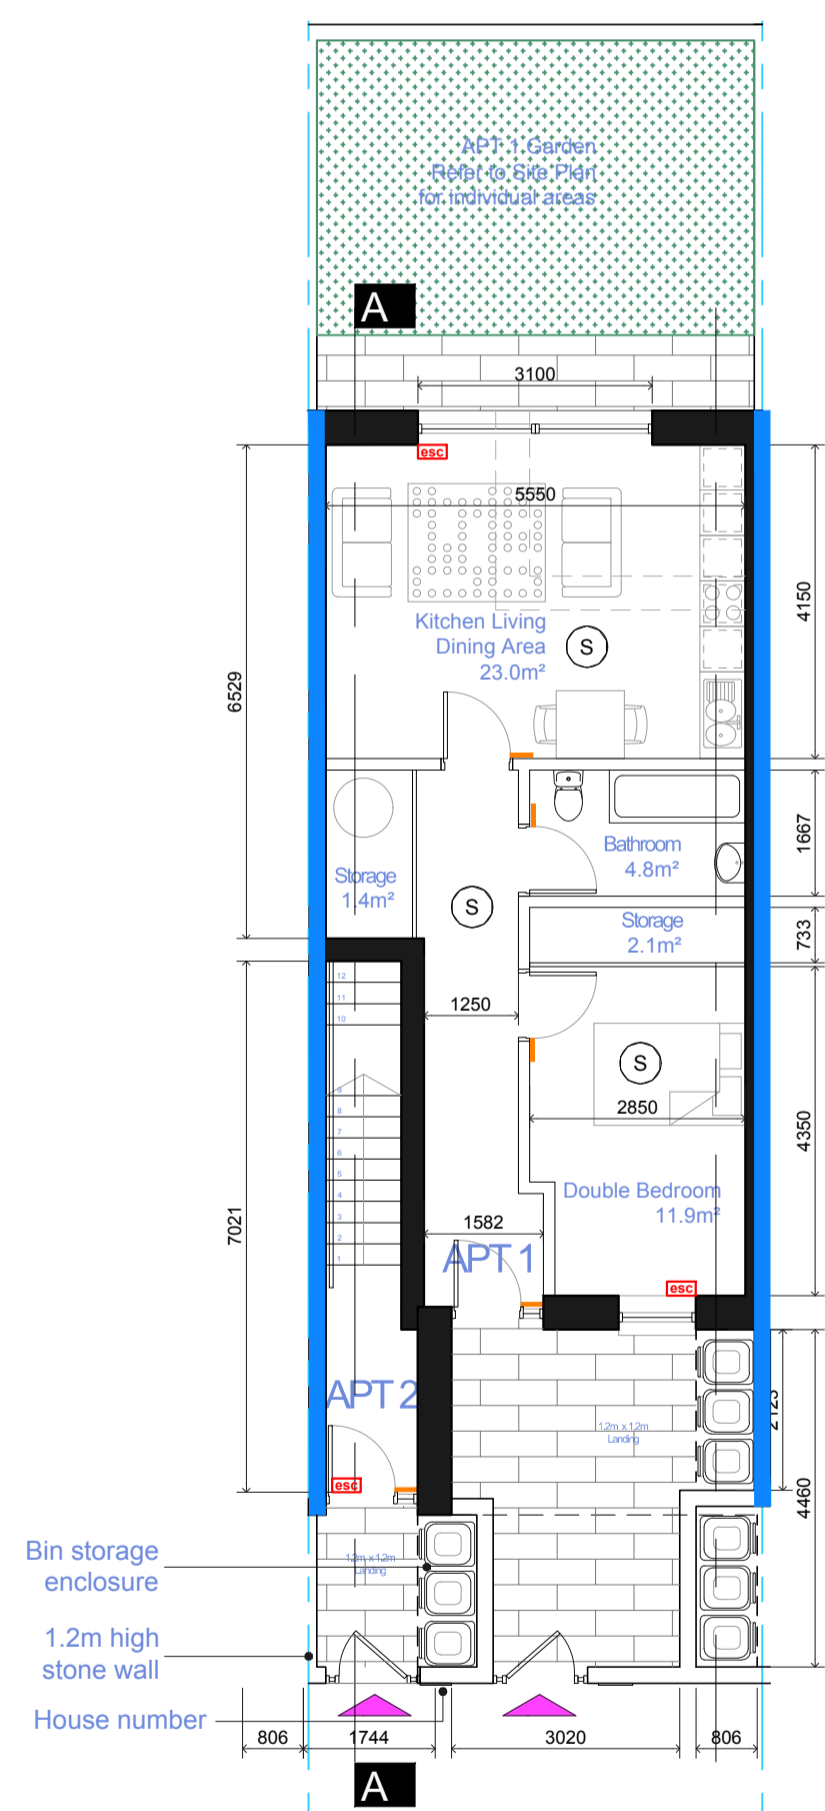 APT 1 Garden
Refer to Site Plan
for individual areas
A
3100
esc
5550
4150
Kitchen Living
Dining Area
23.0m²
S
6529
1667
Bathroom
4.8m²
Storage
1.4m²
S
Storage
2.1m²
733
12
11
10
1250
S
9
8
7
6
5
4
3
2
1
2850
4350
Double Bedroom
11.9m²
7021
1582
APT 1
esc
APT 2
2125
1.2m x 1.2m
Landing
esc
4460
Bin storage
enclosure
1.2m x 1.2m
Landing
1.2m high
stone wall
House number
806
1744
3020
806
A